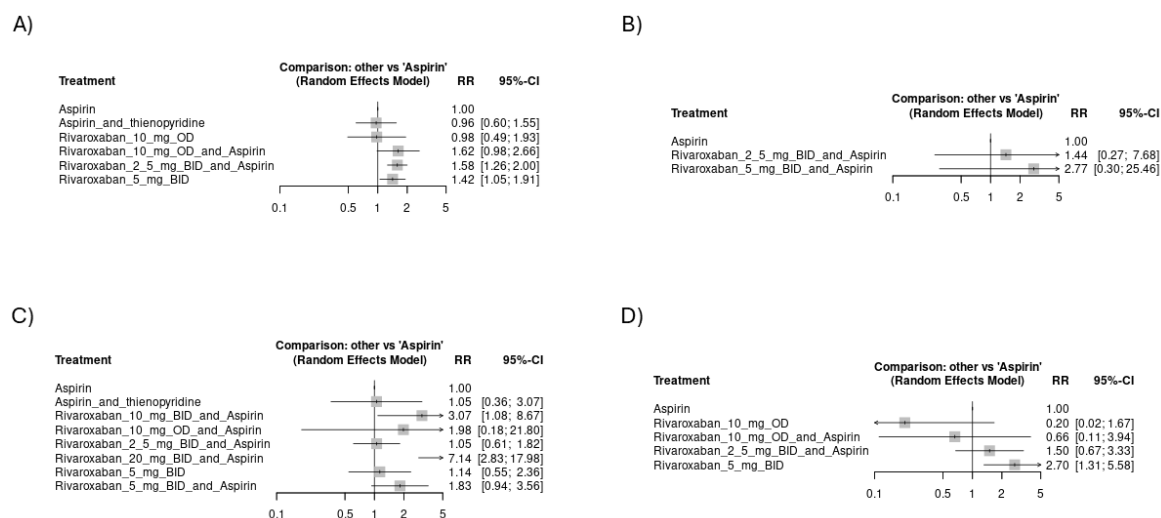 A)
Comparison: other vs 'Aspirin'
Treatment (Random Effects Model) RR 95%-CI
Aspirin 1.00
Aspirin_and_thienopyridine 0.96 [0.60; 1.55]
Rivaroxaban_10_mg_OD 0.98 [0.49; 1.93]
Rivaroxaban_10_mg_OD_and_Aspirin 1.62 [0.98; 2.66]
Rivaroxaban_2_5_mg_BID_and_Aspirin 1.58 [1.26; 2.00]
Rivaroxaban_5_mg_BID 1.42 [1.05; 1.91]
0.1 0.5 1 2 5
B)
Comparison: other vs 'Aspirin'
Treatment (Random Effects Model) RR 95%-CI
Aspirin 1.00
Rivaroxaban_2_5_mg_BID_and_Aspirin 1.44 [0.27; 7.68]
Rivaroxaban_5_mg_BID_and_Aspirin 2.77 [0.30; 25.46]
0.1 0.5 1 2 5
C)
Comparison: other vs 'Aspirin'
Treatment (Random Effects Model) RR 95%-CI
Aspirin 1.00
Aspirin_and_thienopyridine 1.05 [0.36; 3.07]
Rivaroxaban_10_mg_BID_and_Aspirin 3.07 [1.08; 8.67]
Rivaroxaban_10_mg_OD_and_Aspirin 1.98 [0.18; 21.80]
Rivaroxaban_2_5_mg_BID_and_Aspirin 1.05 [0.61; 1.82]
Rivaroxaban_20_mg_BID_and_Aspirin 7.14 [2.83; 17.98]
Rivaroxaban_5_mg_BID 1.14 [0.55; 2.36]
Rivaroxaban_5_mg_BID_and_Aspirin 1.83 [0.94; 3.56]
0.1 0.5 1 2 5
D)
Comparison: other vs 'Aspirin'
Treatment (Random Effects Model) RR 95%-CI
Aspirin 1.00
Rivaroxaban_10_mg_OD 0.20 [0.02; 1.67]
Rivaroxaban_10_mg_OD_and_Aspirin 0.66 [0.11; 3.94]
Rivaroxaban_2_5_mg_BID_and_Aspirin 1.50 [0.67; 3.33]
Rivaroxaban_5_mg_BID 2.70 [1.31; 5.58]
0.1 0.5 1 2 5